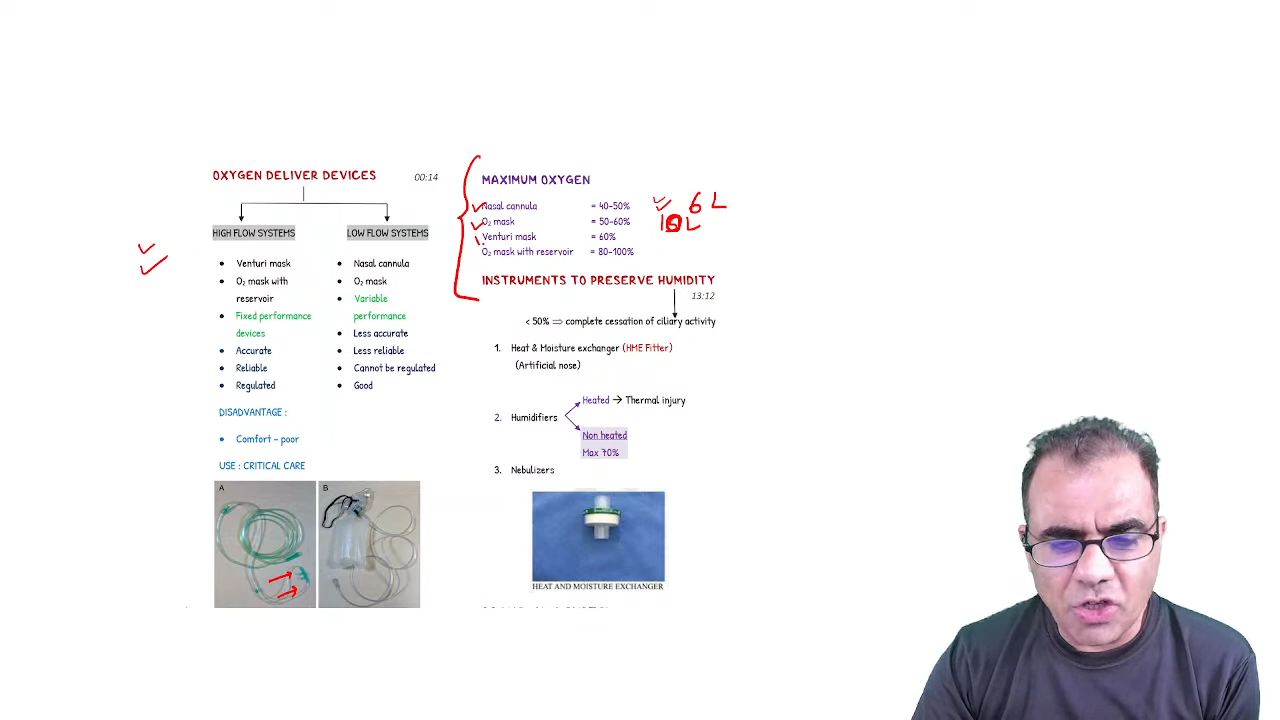 OXYGEN DELIVER DEVICES
00:14
HIGH FLOW SYSTEMS
LOW FLOW SYSTEMS
• Venturi mask
• O₂ mask with
reservoir
• Fixed performance
devices
• Accurate
• Reliable
• Regulated
• Nasal cannula
• O₂ mask
• Variable
performance
• Less accurate
• Less reliable
• Cannot be regulated
• Good
DISADVANTAGE :
• Comfort – poor
USE : CRITICAL CARE
A
B
MAXIMUM OXYGEN
Nasal cannula = 40-50%
6 L
O₂ mask = 50-60%
Venturi mask = 60%
O₂ mask with reservoir = 80-100%
INSTRUMENTS TO PRESERVE HUMIDITY
13:12
< 50% ⇒ complete cessation of ciliary activity
1. Heat & Moisture exchanger (HME Fitter)
(Artificial nose)
2. Humidifiers
Heated → Thermal injury
Non heated
Max 70%
3. Nebulizers
HEAT AND MOISTURE EXCHANGER